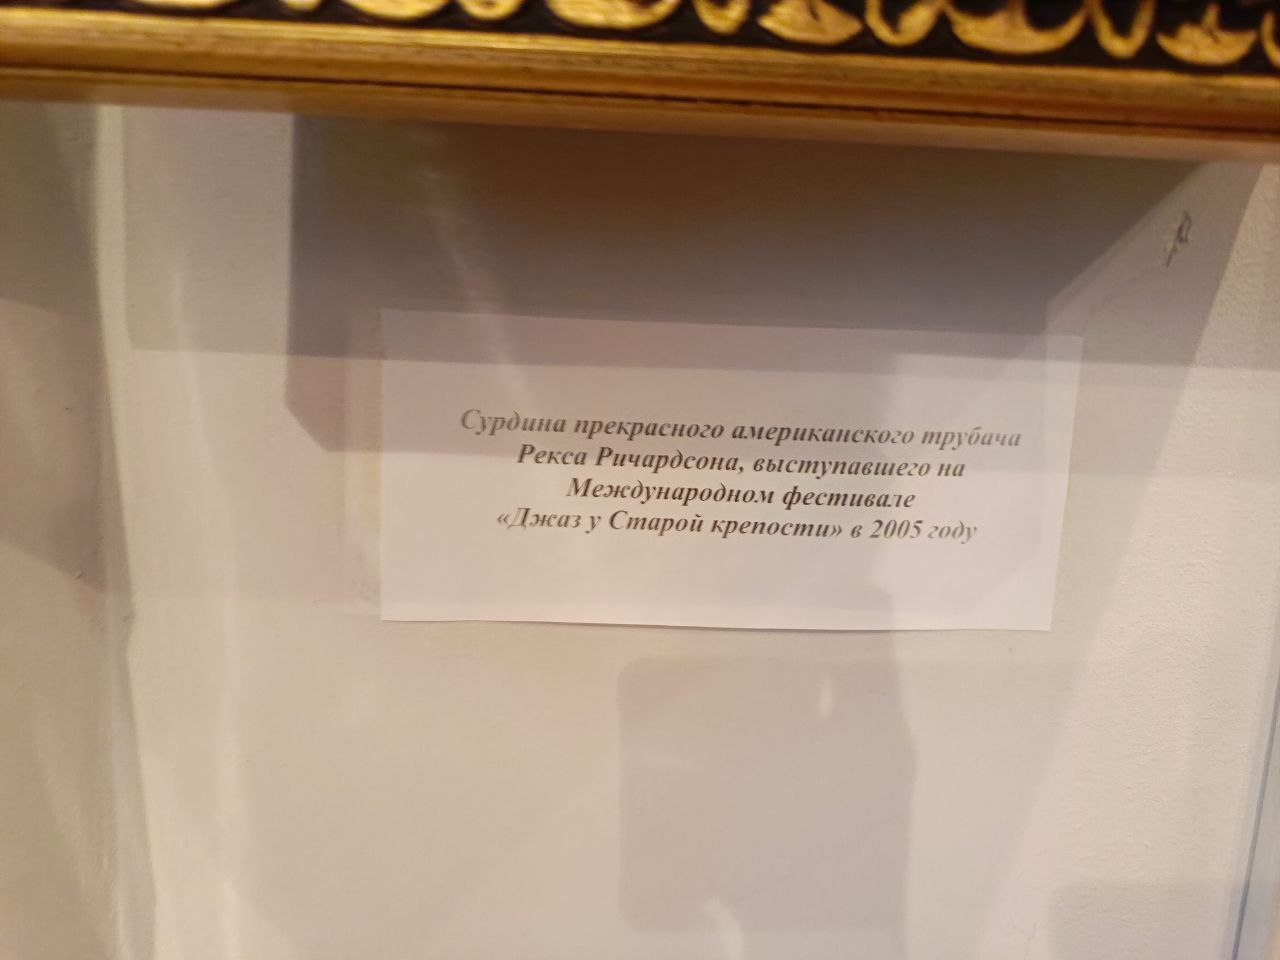 Сурдина прекрасного американского трубача
Рекса Ричардсона, выступавшего на
Международном фестивале
«Джаз у Старой крепости» в 2005 году